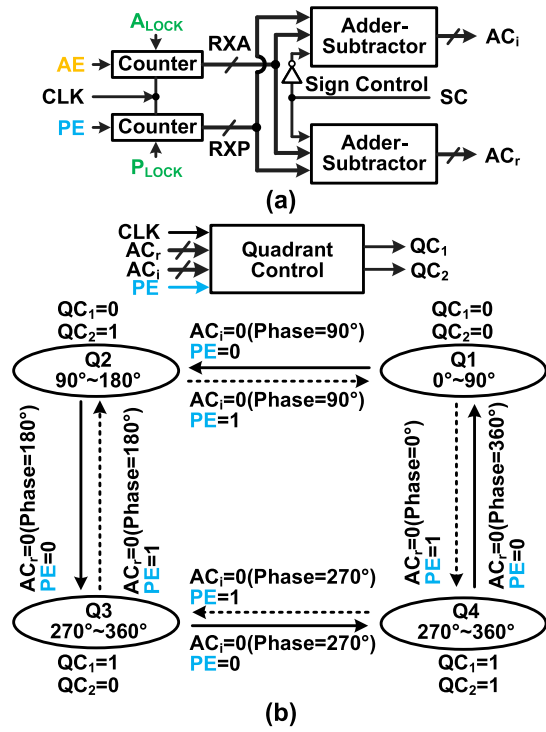 A_LOCK
AE
Counter
RXA
Adder-
Subtractor
AC_i
CLK
Sign Control
SC
PE
Counter
RXP
Adder-
Subtractor
AC_r
P_LOCK
(a)
CLK
AC_r
AC_i
PE
Quadrant
Control
QC_1
QC_2
QC_1=0
QC_2=1
Q2
90°~180°
AC_i=0(Phase=90°)
PE=0
AC_i=0(Phase=90°)
PE=1
QC_1=0
QC_2=0
Q1
0°~90°
AC_r=0(Phase=180°)
PE=0
AC_r=0(Phase=180°)
PE=1
AC_r=0(Phase=0°)
PE=1
AC_r=0(Phase=360°)
PE=0
Q3
270°~360°
QC_1=1
QC_2=0
AC_i=0(Phase=270°)
PE=1
AC_i=0(Phase=270°)
PE=0
Q4
270°~360°
QC_1=1
QC_2=1
(b)